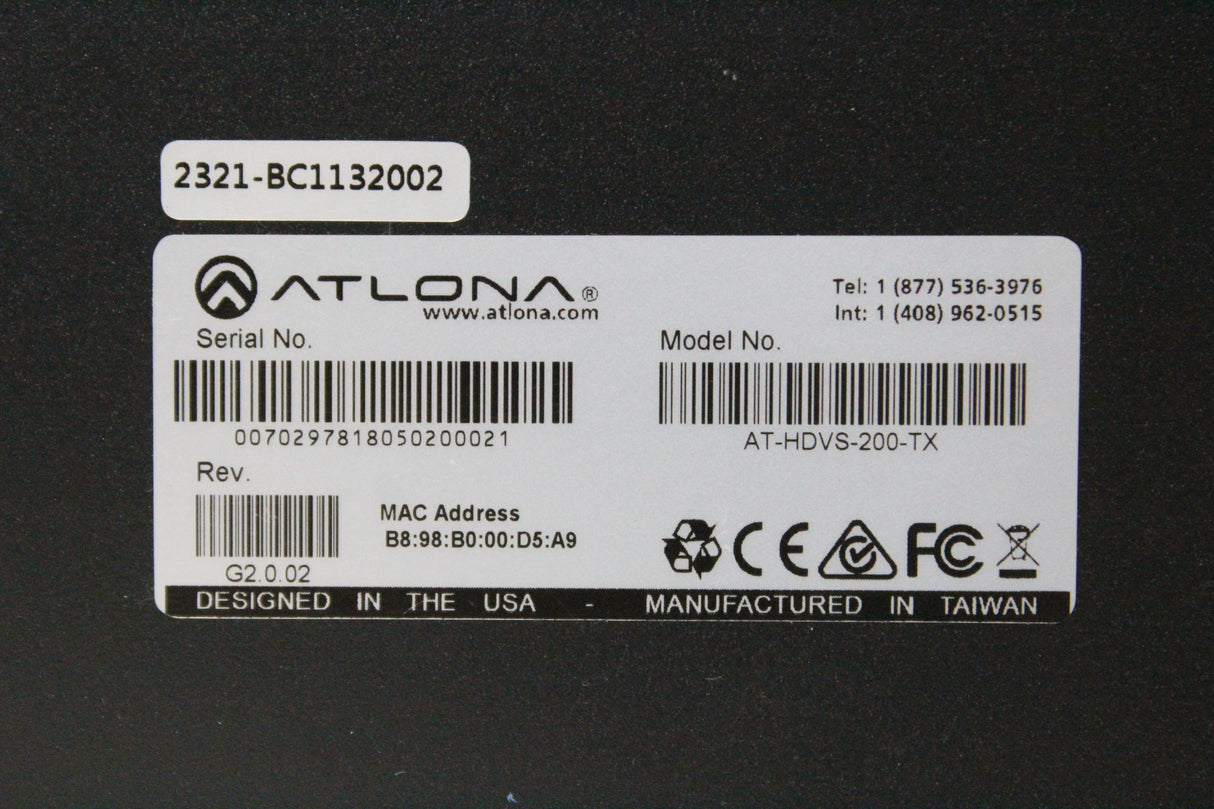 2321-BC1132002
ATLONA®
www.atlona.com
Tel: 1 (877) 536-3976
Int: 1 (408) 962-0515
Serial No.
Model No.
00702978180502000​21
AT-HDVS-200-TX
Rev.
MAC Address
B8:98:B0:00:D5:A9
G2.0.02
CE
FC
DESIGNED IN THE USA - MANUFACTURED IN TAIWAN